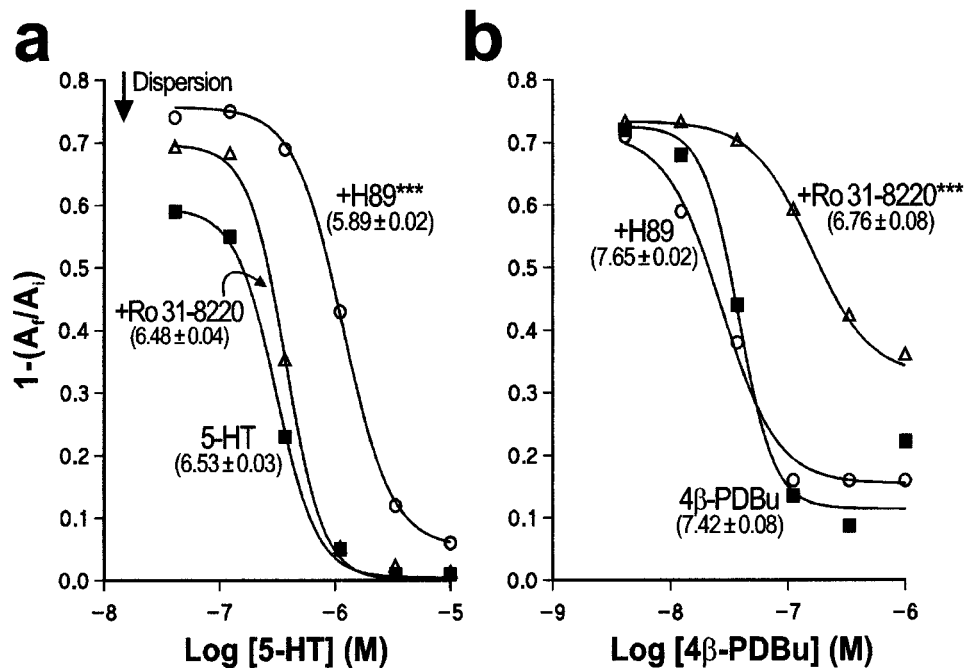 a
Dispersion
1-(Aᵣ/Aᵢ)
0.8
0.7
0.6
0.5
0.4
0.3
0.2
0.1
0.0
+H89***
(5.89±0.02)
+Ro 31-8220
(6.48±0.04)
5-HT
(6.53±0.03)
−8
−7
−6
−5
Log [5-HT] (M)
b
0.8
0.7
0.6
0.5
0.4
0.3
0.2
0.1
0.0
+Ro 31-8220***
(6.76±0.08)
+H89
(7.65±0.02)
4β-PDBu
(7.42±0.08)
−9
−8
−7
−6
Log [4β-PDBu] (M)